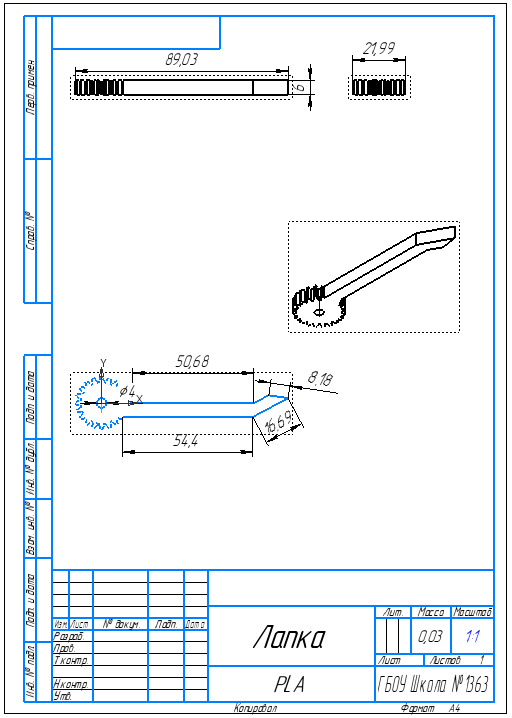 89,03
21,99
6
Перв. примен.
Справ. №
50,68
8,18
Y
ϕ4
X
16,69
54,4
Подп. и дата
Инв. № дубл.
Взам. инв. №
Подп. и дата
Инв. № подл.
Изм. Лист № докум. Подп. Дата
Разраб.
Пров.
Т.контр.
Н.контр.
Утв.
Лапка
Лит. Масса Масштаб
0,03 1:1
Лист Листов 1
PLA
ГБОУ Школа №1363
Копировал Формат А4